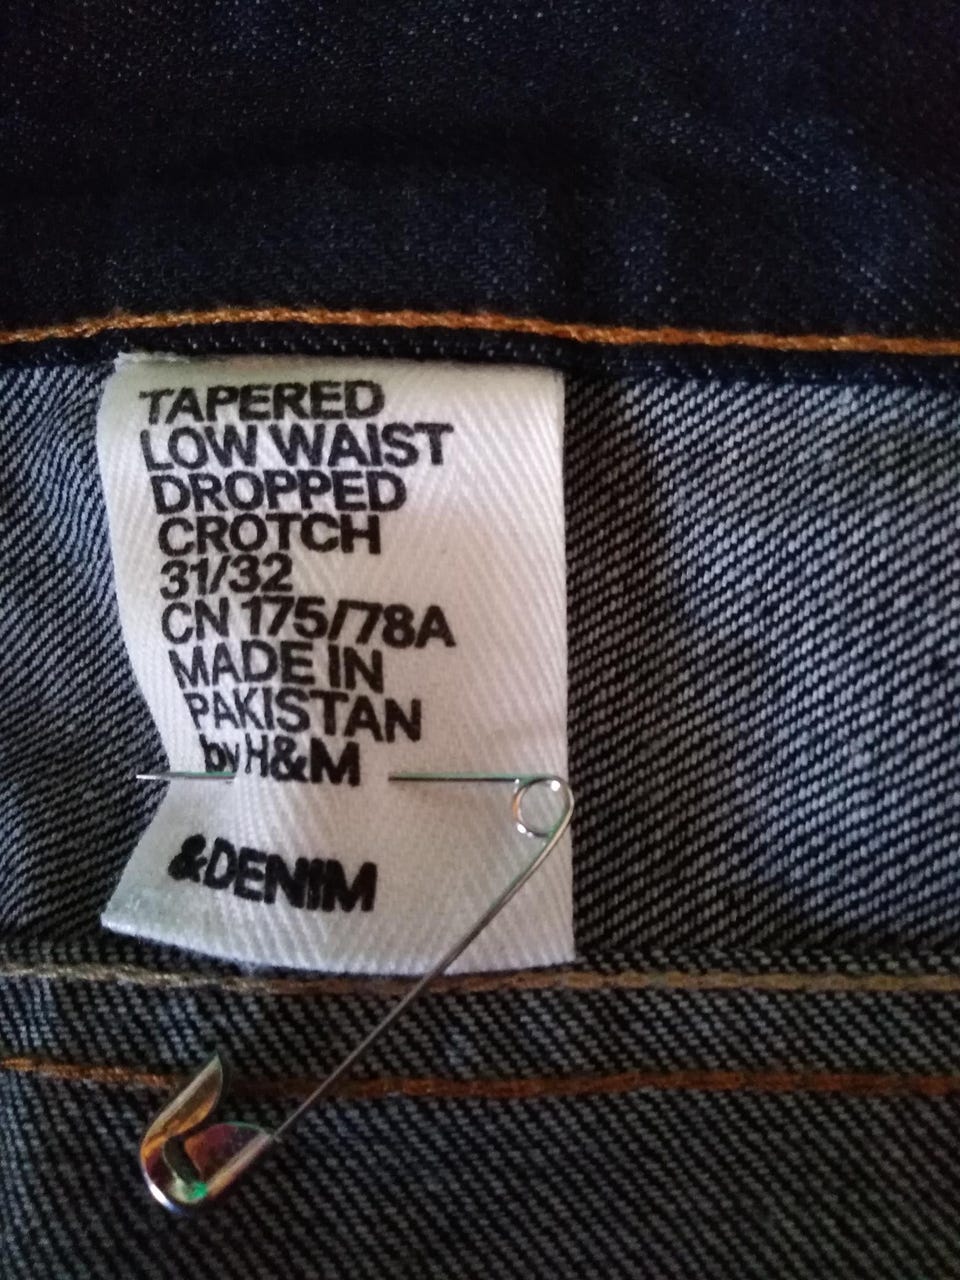 TAPERED
LOW WAIST
DROPPED
CROTCH
31/32
CN 175/78A
MADE IN
PAKISTAN
by H&M
&DENIM